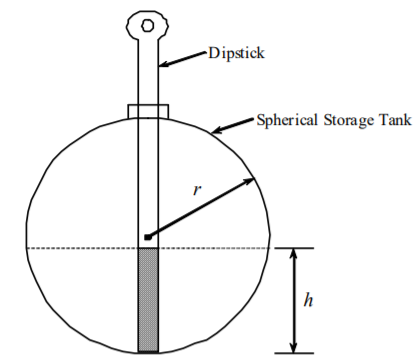 Dipstick
Spherical Storage Tank
r
h